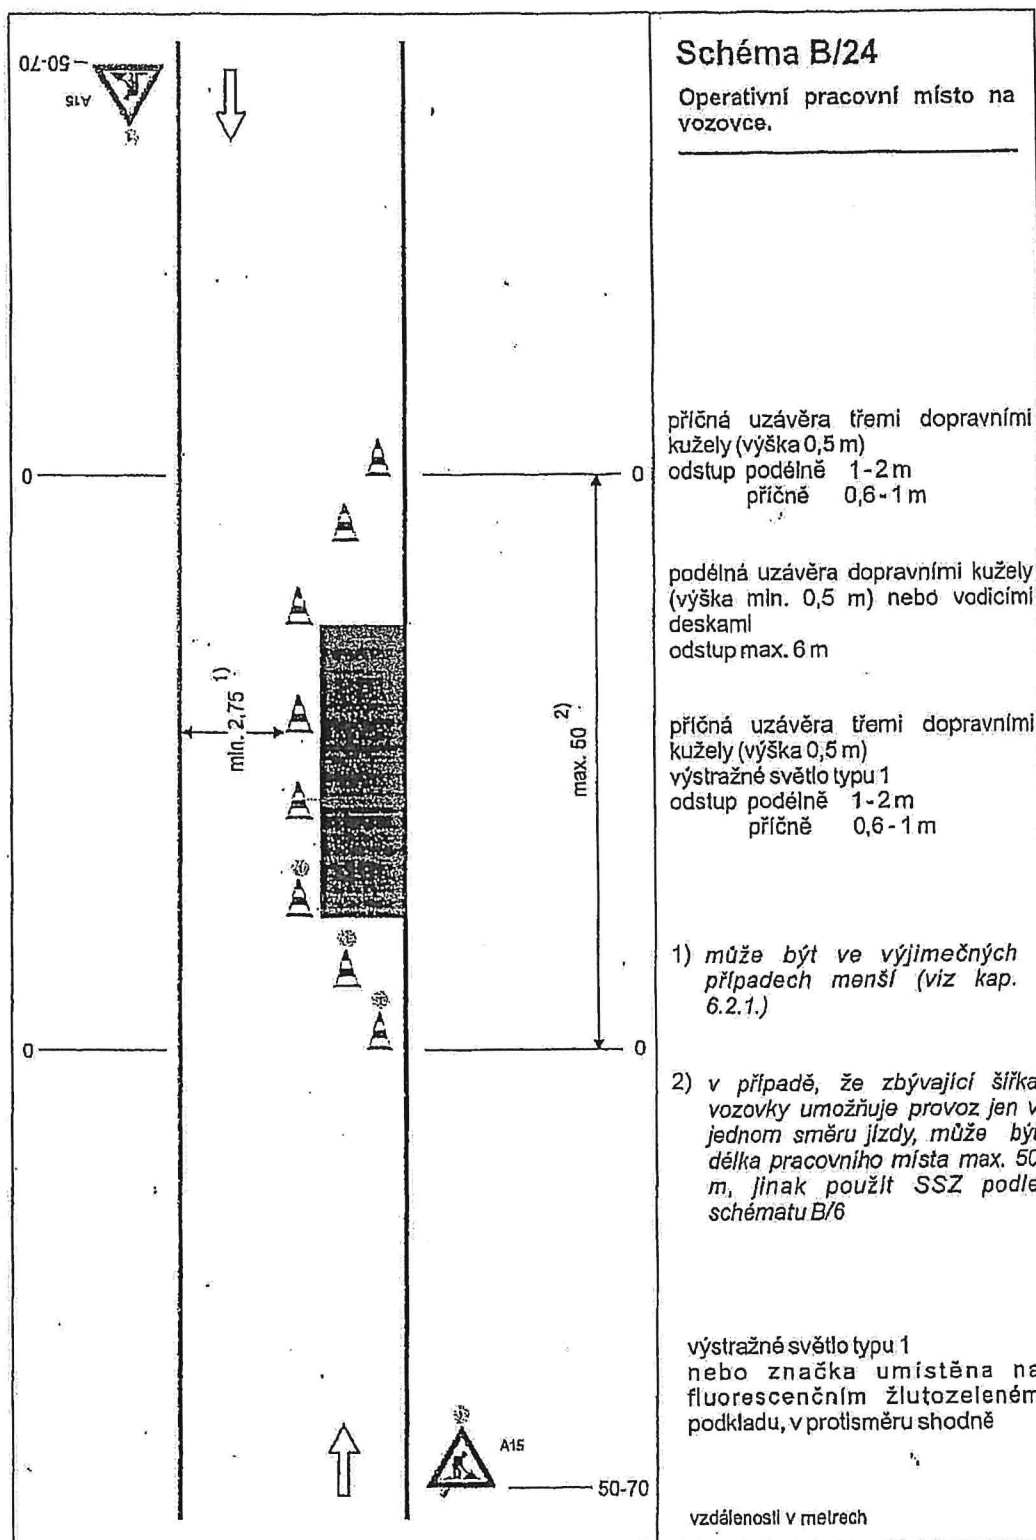 50-70
A15
Schéma B/24
Operativní pracovní místo na
vozovce.
0
0
příčná uzávěra třemi dopravními
kužely (výška 0,5 m)
odstup podélně 1-2 m
příčně 0,6-1 m
podélná uzávěra dopravními kužely
(výška min. 0,5 m) nebo vodicími
deskami
odstup max. 6 m
min. 2,75 1)
max. 50 2)
příčná uzávěra třemi dopravními
kužely (výška 0,5 m)
výstražné světlo typu 1
odstup podélně 1-2 m
příčně 0,6-1 m
1) může být ve výjimečných
případech menší (viz kap.
6.2.1.)
0
0
2) v případě, že zbývající šířka
vozovky umožňuje provoz jen v
jednom směru jízdy, může být
délka pracovního místa max. 50
m, jinak použít SSZ podle
schématu B/6
výstražné světlo typu 1
nebo značka umístěna na
fluorescenčním žlutozeleném
podkladu, v protisměru shodně
A15
50-70
vzdálenosti v metrech